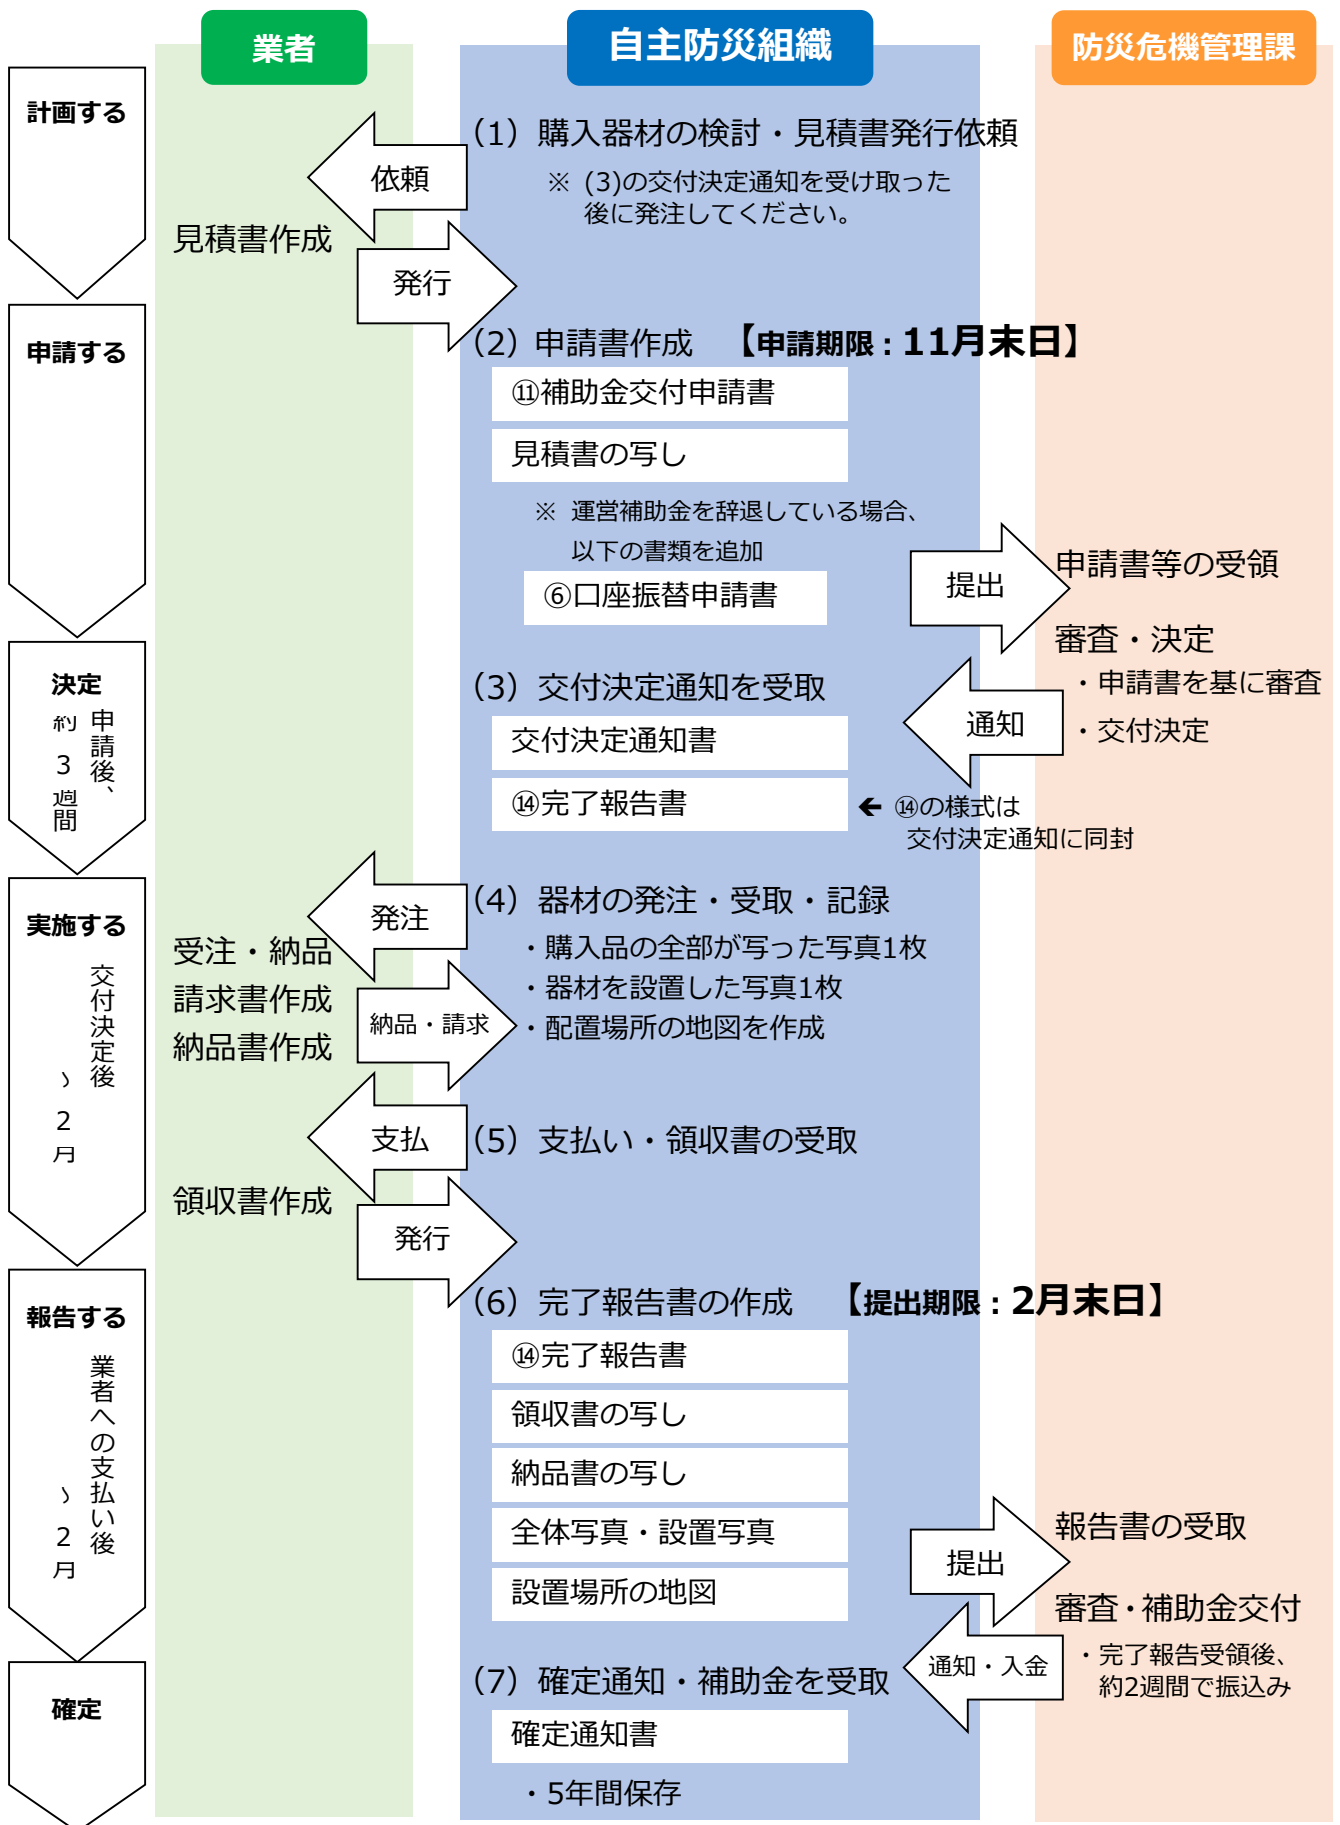 業者
自主防災組織
防災危機管理課
計画する
(1) 購入器材の検討・見積書発行依頼
依頼
※ (3)の交付決定通知を受け取った
後に発注してください。
見積書作成
発行
申請する
(2) 申請書作成 【申請期限：11月末日】
⑪補助金交付申請書
見積書の写し
※ 運営補助金を辞退している場合、
以下の書類を追加
⑥口座振替申請書
提出
申請書等の受領
審査・決定
・申請書を基に審査
・交付決定
決定
申請後、
約3週間
(3) 交付決定通知を受取
通知
交付決定通知書
⑭完了報告書
← ⑭の様式は
交付決定通知に同封
実施する
交付決定後
～2月
(4) 器材の発注・受取・記録
発注
・購入品の全部が写った写真1枚
・器材を設置した写真1枚
・配置場所の地図を作成
受注・納品
請求書作成
納品書作成
納品・請求
支払
(5) 支払い・領収書の受取
領収書作成
発行
報告する
業者への支払い後
～2月
(6) 完了報告書の作成 【提出期限：2月末日】
⑭完了報告書
領収書の写し
納品書の写し
全体写真・設置写真
設置場所の地図
提出
報告書の受取
審査・補助金交付
・完了報告受領後、
約2週間で振込み
通知・入金
確定
(7) 確定通知・補助金を受取
確定通知書
・5年間保存